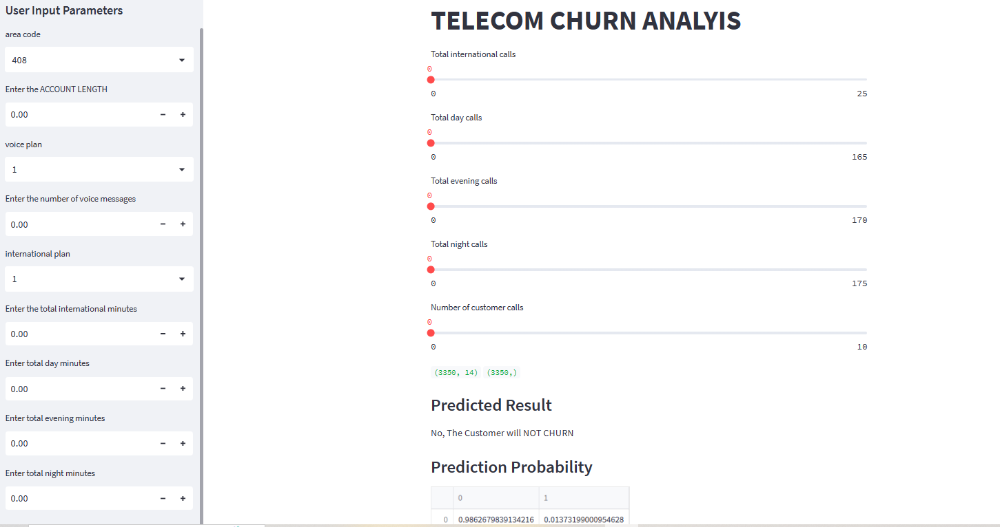 User Input Parameters
area code
408
Enter the ACCOUNT LENGTH
0.00
voice plan
1
Enter the number of voice messages
0.00
international plan
1
Enter the total international minutes
0.00
Enter total day minutes
0.00
Enter total evening minutes
0.00
Enter total night minutes
0.00
TELECOM CHURN ANALYIS
Total international calls
0
0 25
Total day calls
0
0 165
Total evening calls
0
0 170
Total night calls
0
0 175
Number of customer calls
0
0 10
(3350, 14) (3350,)
Predicted Result
No, The Customer will NOT CHURN
Prediction Probability
0 1
0 0.9862679839134216 0.01373199000954628